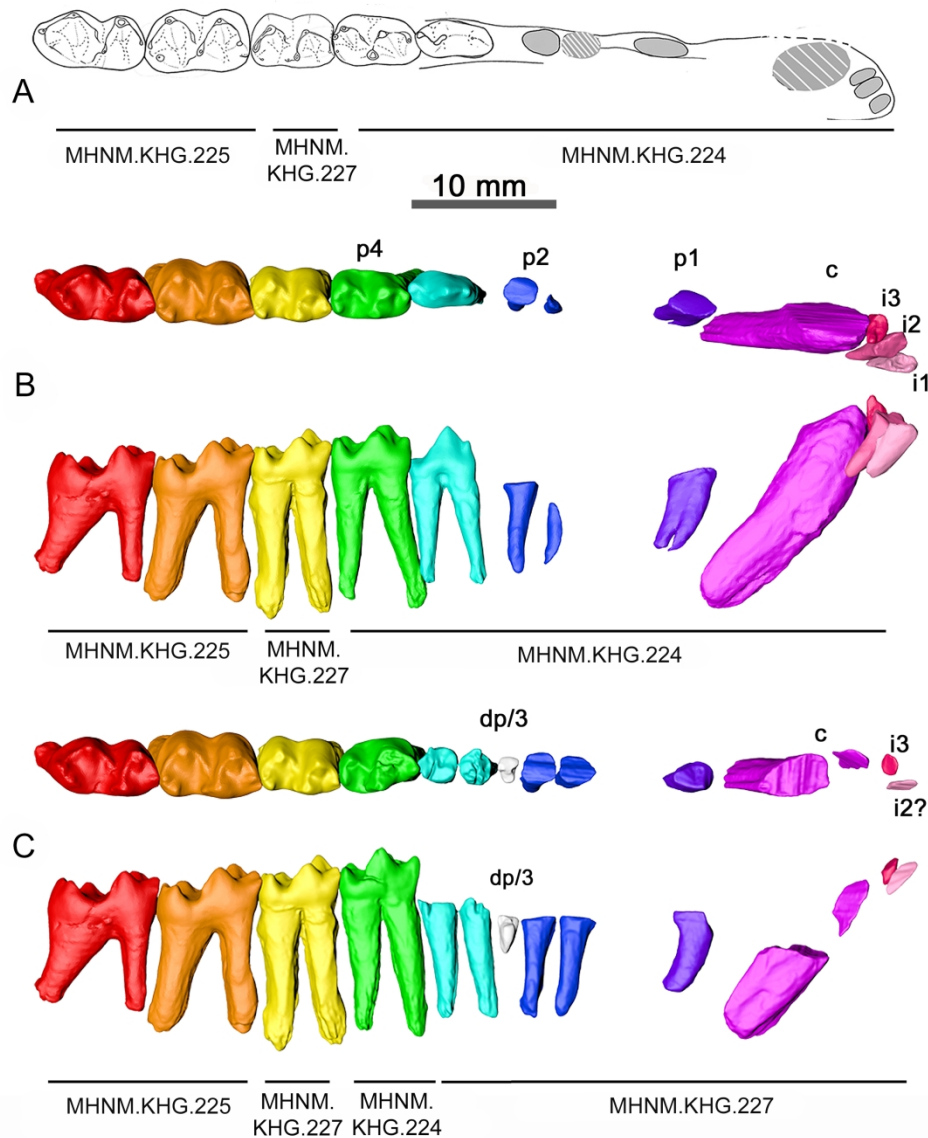 A
MHNM.KHG.225
MHNM.
KHG.227
MHNM.KHG.224
10 mm
p4
p2
p1
c
i3
i2
i1
B
MHNM.KHG.225
MHNM.
KHG.227
MHNM.KHG.224
dp/3
c
i3
i2?
C
dp/3
MHNM.KHG.225
MHNM.
KHG.227
MHNM.
KHG.224
MHNM.KHG.227